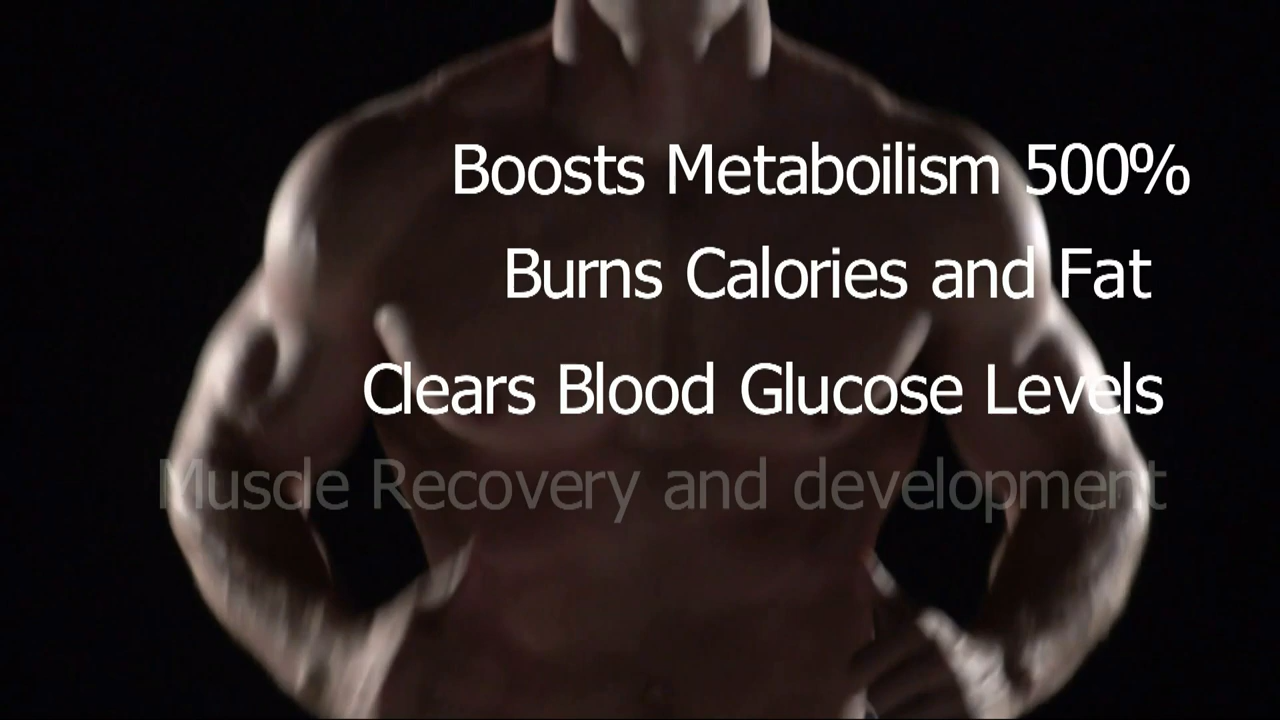 Boosts Metaboilism 500%
Burns Calories and Fat
Clears Blood Glucose Levels
Muscle Recovery and development